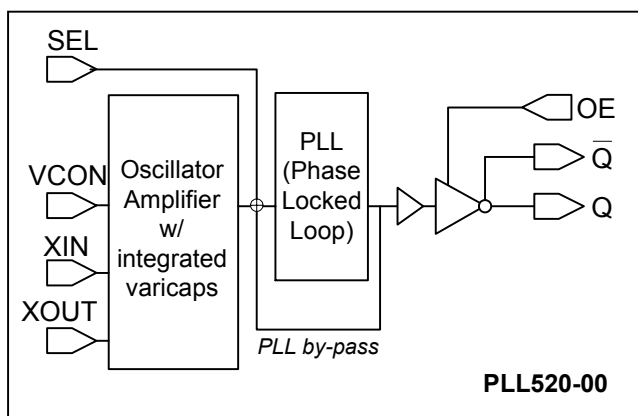 SEL
VCON
XIN
XOUT
Oscillator
Amplifier
w/
integrated
varicaps
PLL
(Phase
Locked
Loop)
PLL by-pass
OE
Q̅
Q
PLL520-00